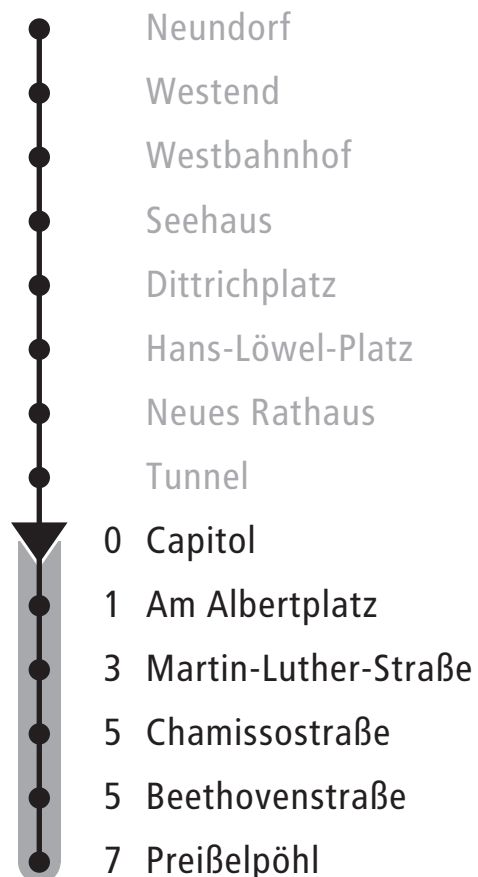 Neundorf
Westend
Westbahnhof
Seehaus
Dittrichplatz
Hans-Löwel-Platz
Neues Rathaus
Tunnel
0 Capitol
1 Am Albertplatz
3 Martin-Luther-Straße
5 Chamissostraße
5 Beethovenstraße
7 Preißelpöhl